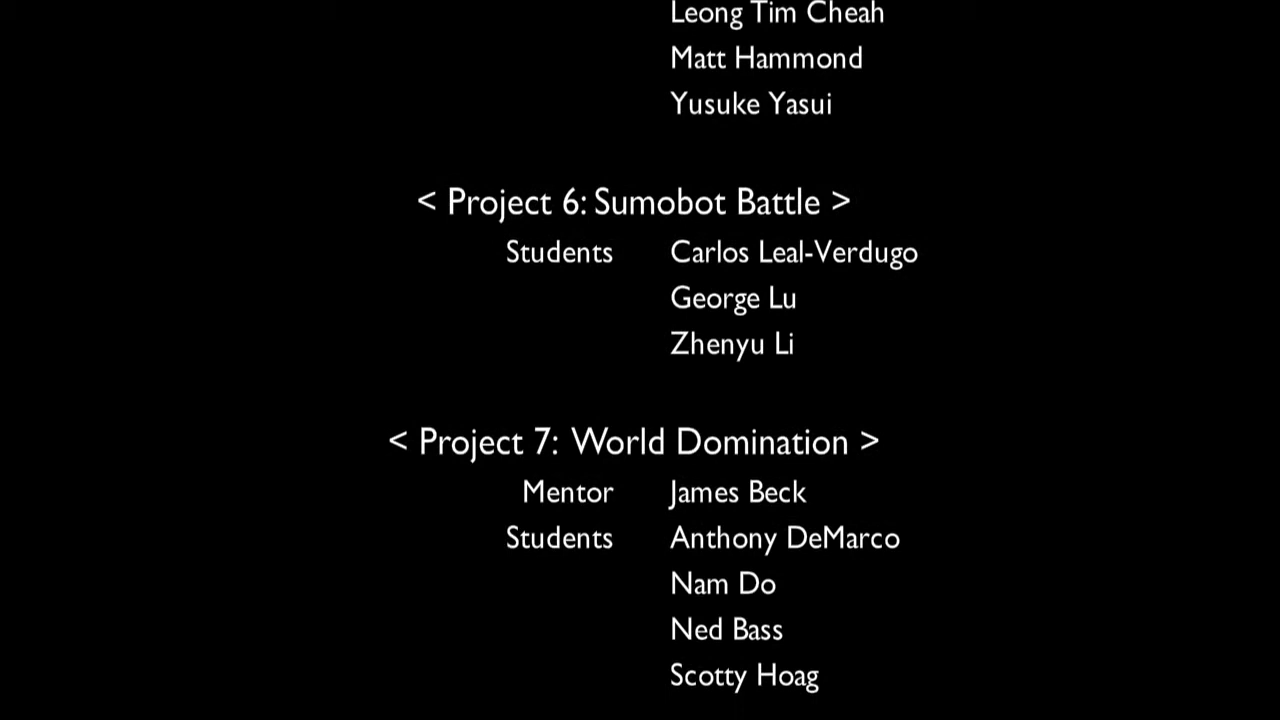 Leong Tim Cheah
Matt Hammond
Yusuke Yasui
< Project 6: Sumobot Battle >
Students Carlos Leal-Verdugo
George Lu
Zhenyu Li
< Project 7: World Domination >
Mentor James Beck
Students Anthony DeMarco
Nam Do
Ned Bass
Scotty Hoag